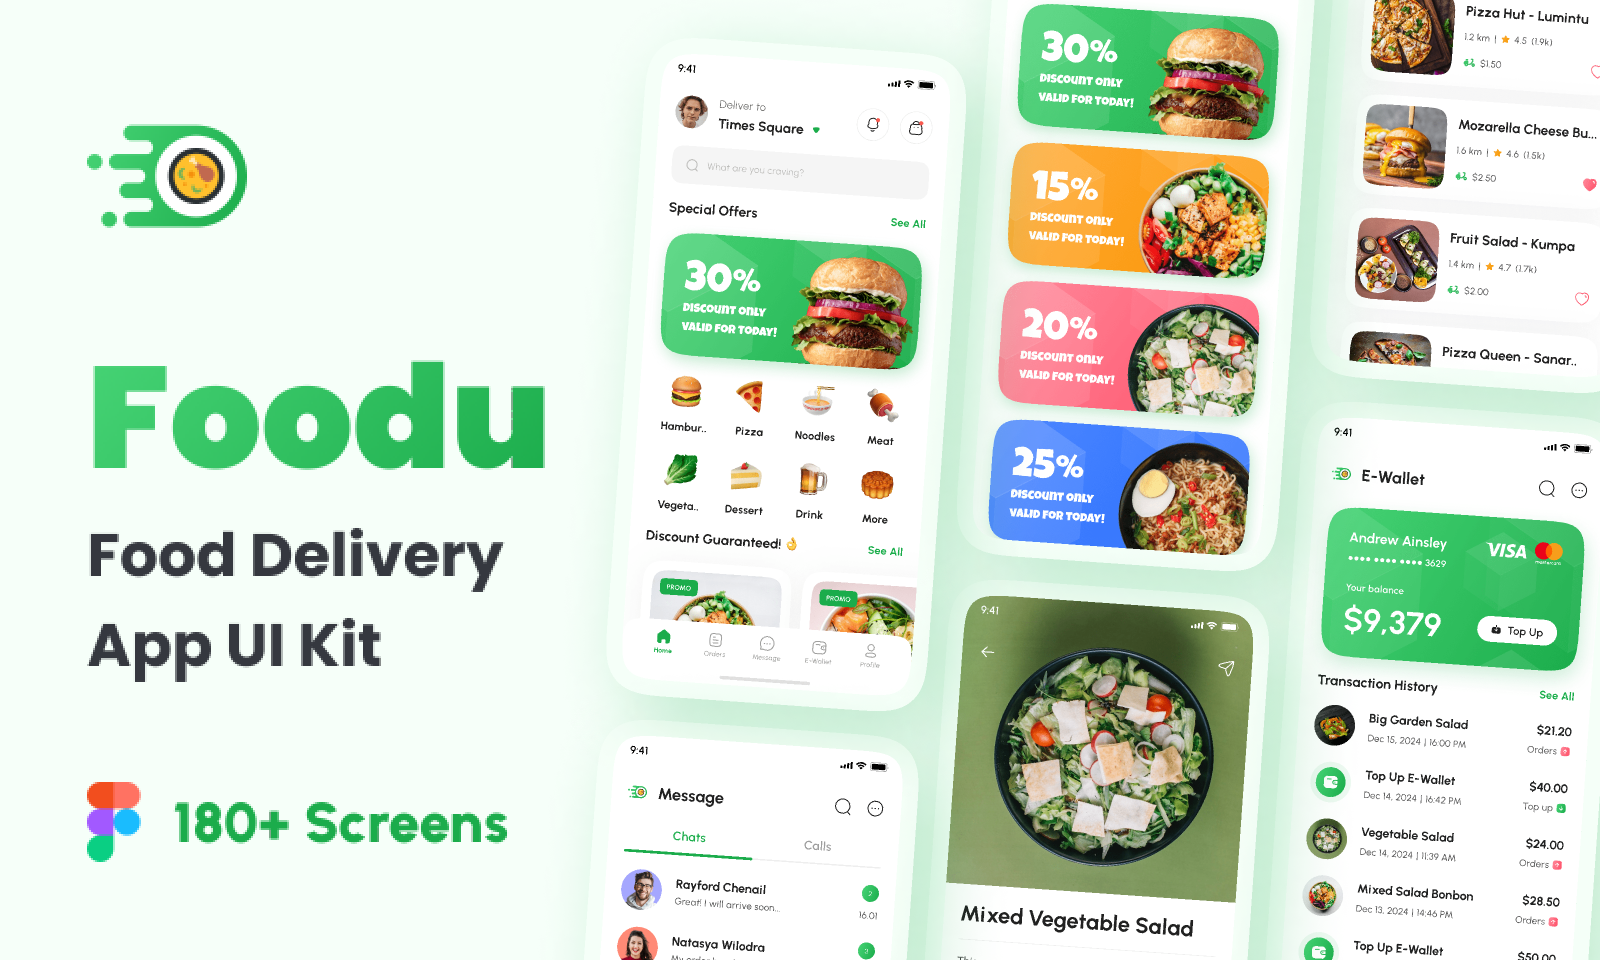 Foodu
Food Delivery
App UI Kit
180+ Screens
9:41
Deliver to
Times Square
What are you craving?
Special Offers
See All
30%
DISCOUNT ONLY
VALID FOR TODAY!
Hambur..
Pizza
Noodles
Meat
Vegeta..
Dessert
Drink
More
Discount Guaranteed! 👌
See All
PROMO
PROMO
Home
Orders
Message
E-Wallet
Profile
9:41
Message
Chats
Calls
Rayford Chenail
Great! I will arrive soon...
2
16.01
Natasya Wilodra
3
30%
DISCOUNT ONLY
VALID FOR TODAY!
15%
DISCOUNT ONLY
VALID FOR TODAY!
20%
DISCOUNT ONLY
VALID FOR TODAY!
25%
DISCOUNT ONLY
VALID FOR TODAY!
9:41
Mixed Vegetable Salad
Pizza Hut - Lumintu
1.2 km | 4.5 (1.9k)
$1.50
Mozarella Cheese Bu...
1.6 km | 4.6 (1.5k)
$2.50
Fruit Salad - Kumpa
1.4 km | 4.7 (1.7k)
$2.00
Pizza Queen - Sanar..
9:41
E-Wallet
Andrew Ainsley
VISA
mastercard
•••• •••• •••• 3629
Your balance
$9,379
Top Up
Transaction History
See All
Big Garden Salad
$21.20
Dec 15, 2024 | 16:00 PM
Orders
Top Up E-Wallet
$40.00
Dec 14, 2024 | 16:42 PM
Top up
Vegetable Salad
$24.00
Dec 14, 2024 | 11:39 AM
Orders
Mixed Salad Bonbon
$28.50
Dec 13, 2024 | 14:46 PM
Orders
Top Up E-Wallet
$50.00